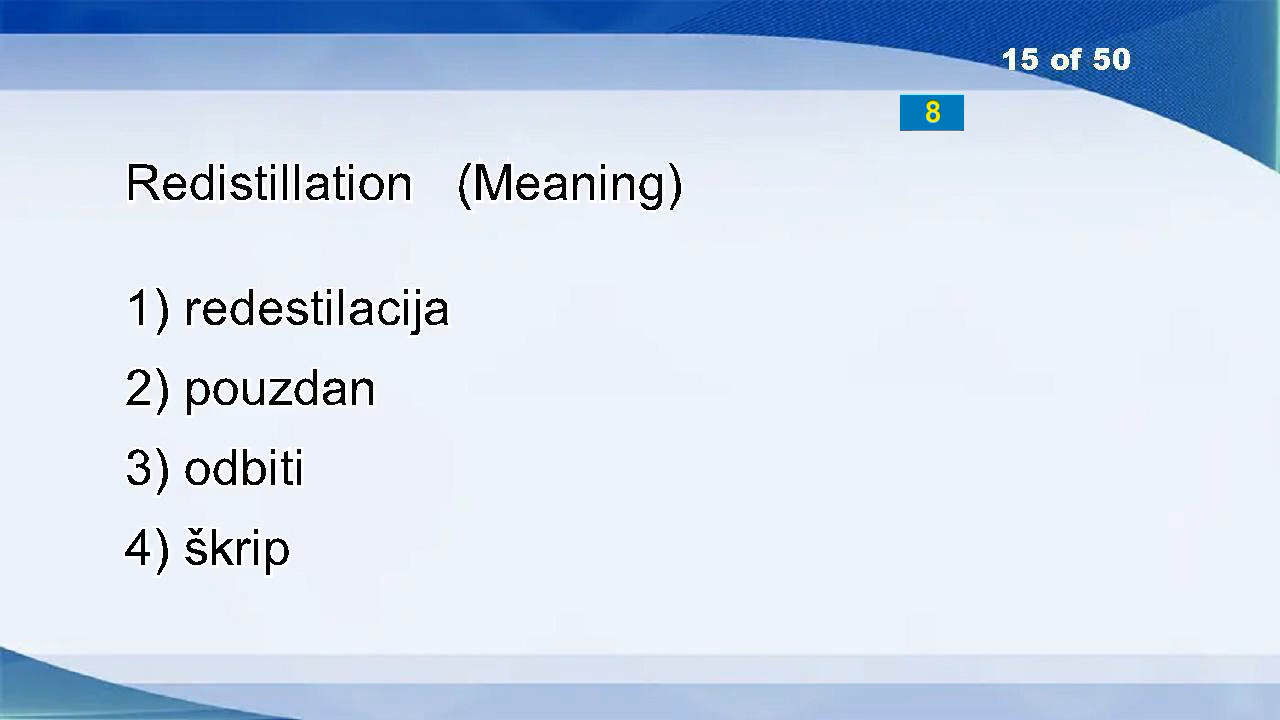 15 of 50
8
Redistillation (Meaning)
1) redestilacija
2) pouzdan
3) odbiti
4) škrip